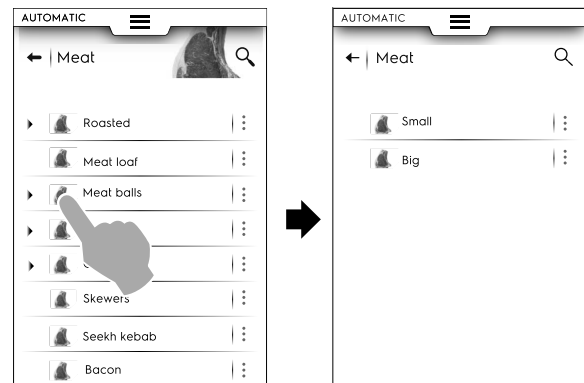 AUTOMATIC
Meat
Roasted
Meat loaf
Meat balls
Skewers
Seekh kebab
Bacon
AUTOMATIC
Meat
Small
Big